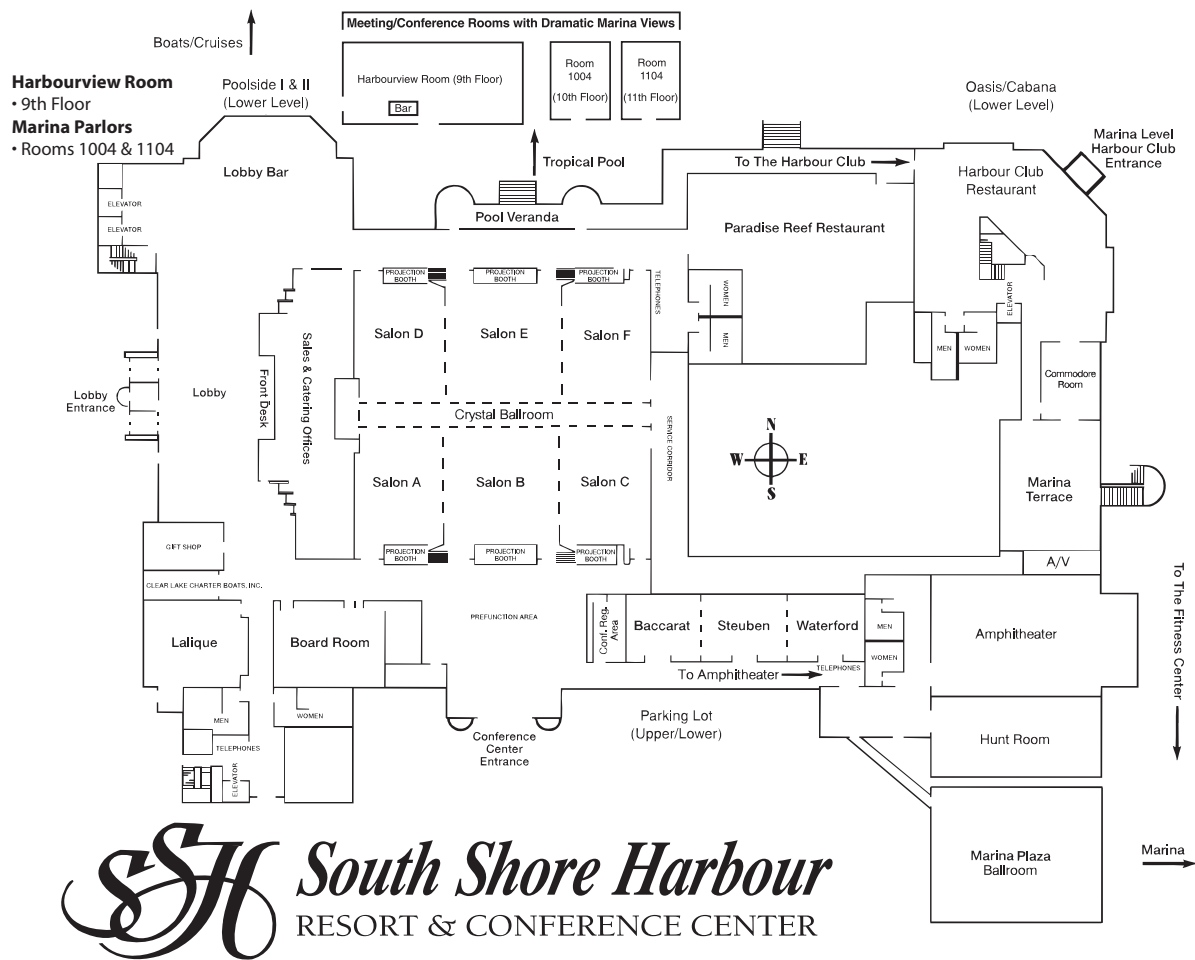 Meeting/Conference Rooms with Dramatic Marina Views
Boats/Cruises
Harbourview Room
• 9th Floor
Marina Parlors
• Rooms 1004 & 1104
Poolside I & II
(Lower Level)
Harbourview Room (9th Floor)
Bar
Room
1004
(10th Floor)
Room
1104
(11th Floor)
Oasis/Cabana
(Lower Level)
Marina Level
Harbour Club
Entrance
Tropical Pool
To The Harbour Club
Lobby Bar
Harbour Club
Restaurant
ELEVATOR
ELEVATOR
Pool Veranda
Paradise Reef Restaurant
PROJECTION
BOOTH
PROJECTION
BOOTH
PROJECTION
BOOTH
TELEPHONES
WOMEN
MEN
ELEVATOR
Salon D
Salon E
Salon F
MEN
WOMEN
Sales & Catering Offices
Front Desk
Lobby
Lobby
Entrance
Commodore
Room
Crystal Ballroom
SERVICE CORRIDOR
N
W
E
S
Salon A
Salon B
Salon C
Marina
Terrace
GIFT SHOP
PROJECTION
BOOTH
PROJECTION
BOOTH
PROJECTION
BOOTH
A/V
CLEAR LAKE CHARTER BOATS, INC.
To The Fitness Center
PREFUNCTION AREA
Conf. Reg.
Area
Baccarat
Steuben
Waterford
MEN
WOMEN
Amphitheater
Lalique
Board Room
TELEPHONES
To Amphitheater
MEN
WOMEN
TELEPHONES
ELEVATOR
Conference
Center
Entrance
Parking Lot
(Upper/Lower)
Hunt Room
Marina Plaza
Ballroom
Marina
SSH
South Shore Harbour
RESORT & CONFERENCE CENTER